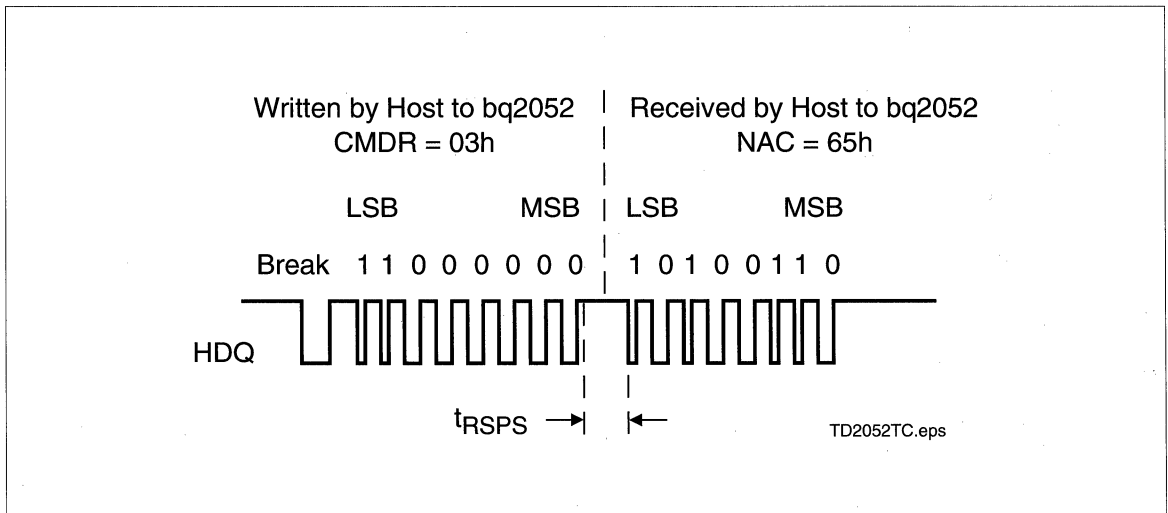 Written by Host to bq2052
CMDR = 03h
Received by Host to bq2052
NAC = 65h
LSB MSB LSB MSB
Break 1 1 0 0 0 0 0 0 1 0 1 0 0 1 1 0
HDQ
tRSPS
TD2052TC.eps